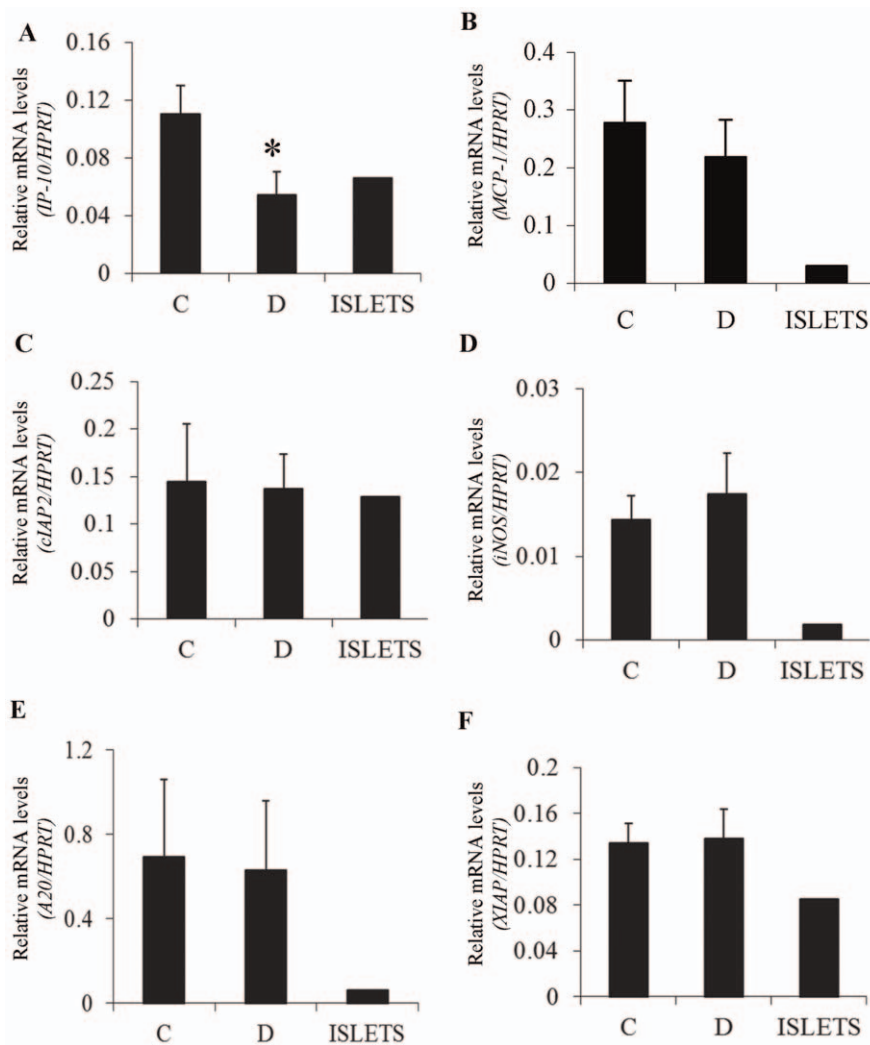 A
Relative mRNA levels
(IP-10/HPRT)
0.16
0.12
0.08
0.04
0
*
C D ISLETS
B
Relative mRNA levels
(MCP-1/HPRT)
0.4
0.3
0.2
0.1
0
C D ISLETS
C
Relative mRNA levels
(cIAP2/HPRT)
0.25
0.2
0.15
0.1
0.05
0
C D ISLETS
D
Relative mRNA levels
(iNOS/HPRT)
0.03
0.02
0.01
0
C D ISLETS
E
Relative mRNA levels
(A20/HPRT)
1.2
0.8
0.4
0
C D ISLETS
F
Relative mRNA levels
(XIAP/HPRT)
0.2
0.16
0.12
0.08
0.04
0
C D ISLETS